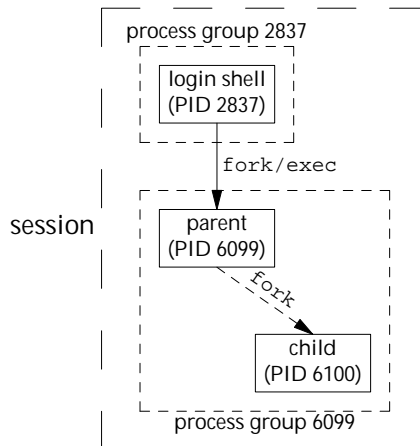 process group 2837
login shell
(PID 2837)
fork/exec
session
parent
(PID 6099)
fork
child
(PID 6100)
process group 6099